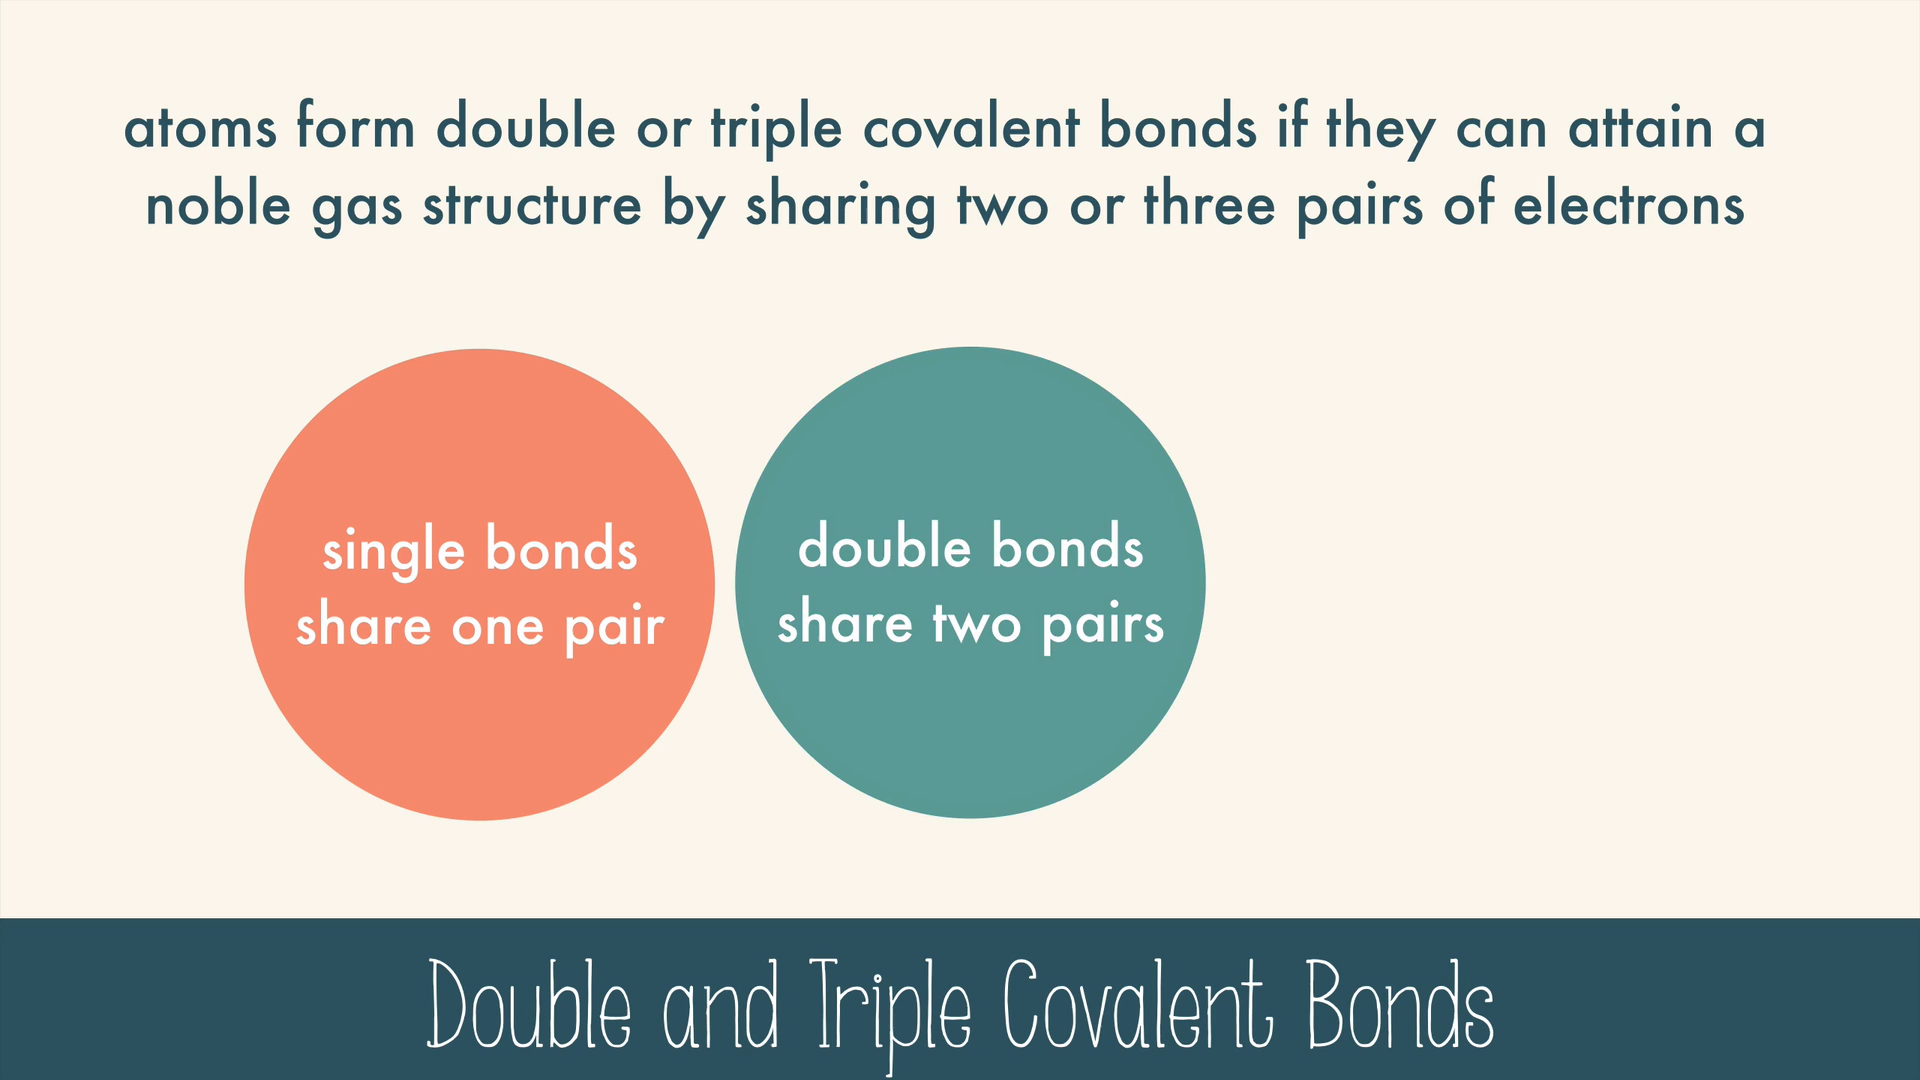 atoms form double or triple covalent bonds if they can attain a
noble gas structure by sharing two or three pairs of electrons
single bonds
share one pair
double bonds
share two pairs
Double and Triple Covalent Bonds